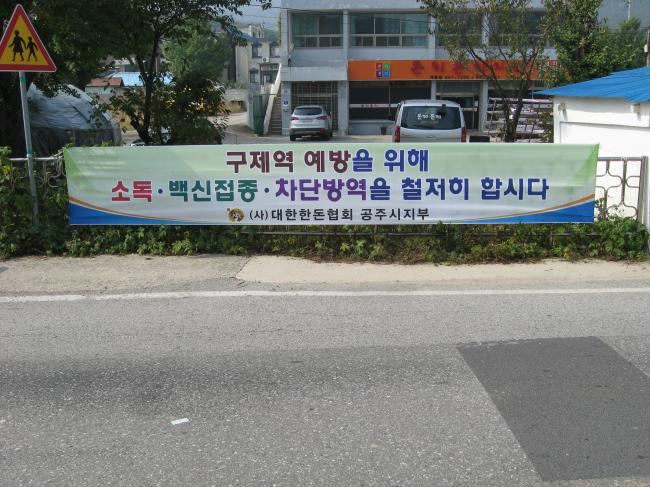 구제역 예방을 위해
소독·백신접종·차단방역을 철저히 합시다
(사)대한한돈협회 공주시지부